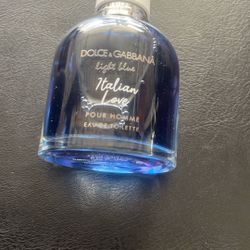 DOLCE & GABBANA
light blue
Italian
Love
POUR HOMME
EAU DE TOILETTE